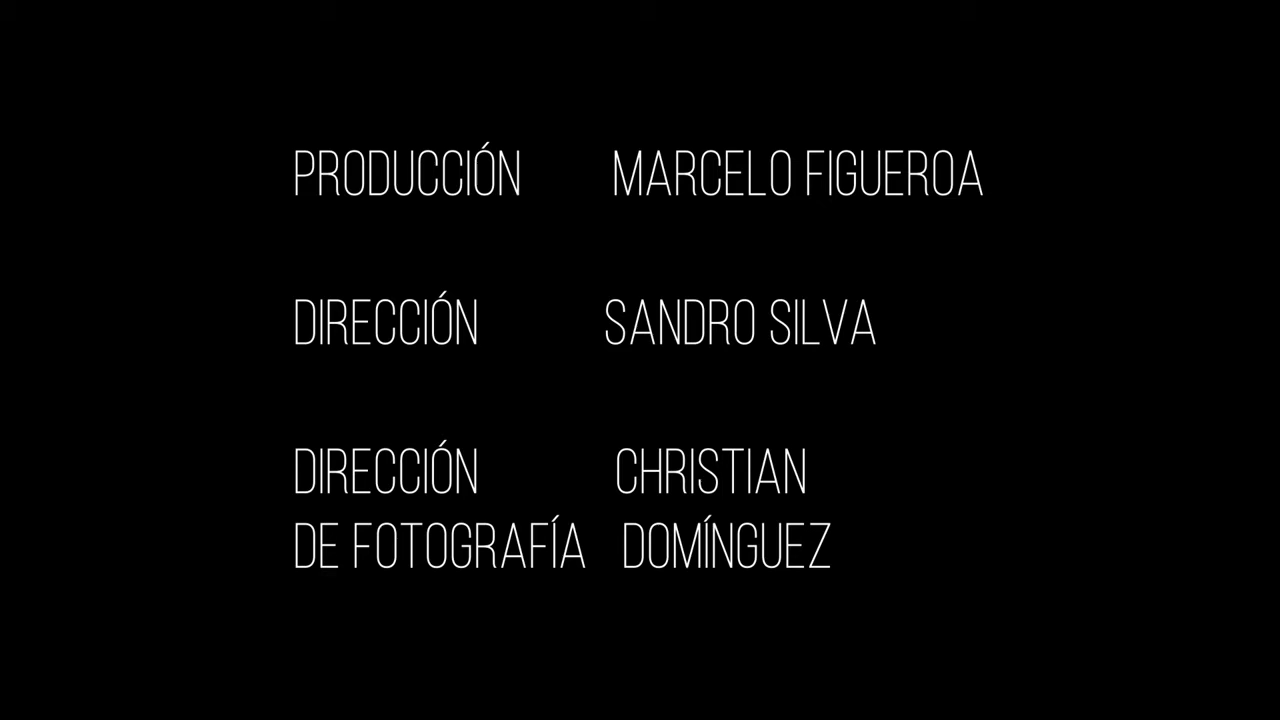 PRODUCCIÓN MARCELO FIGUEROA
DIRECCIÓN SANDRO SILVA
DIRECCIÓN CHRISTIAN
DE FOTOGRAFÍA DOMÍNGUEZ